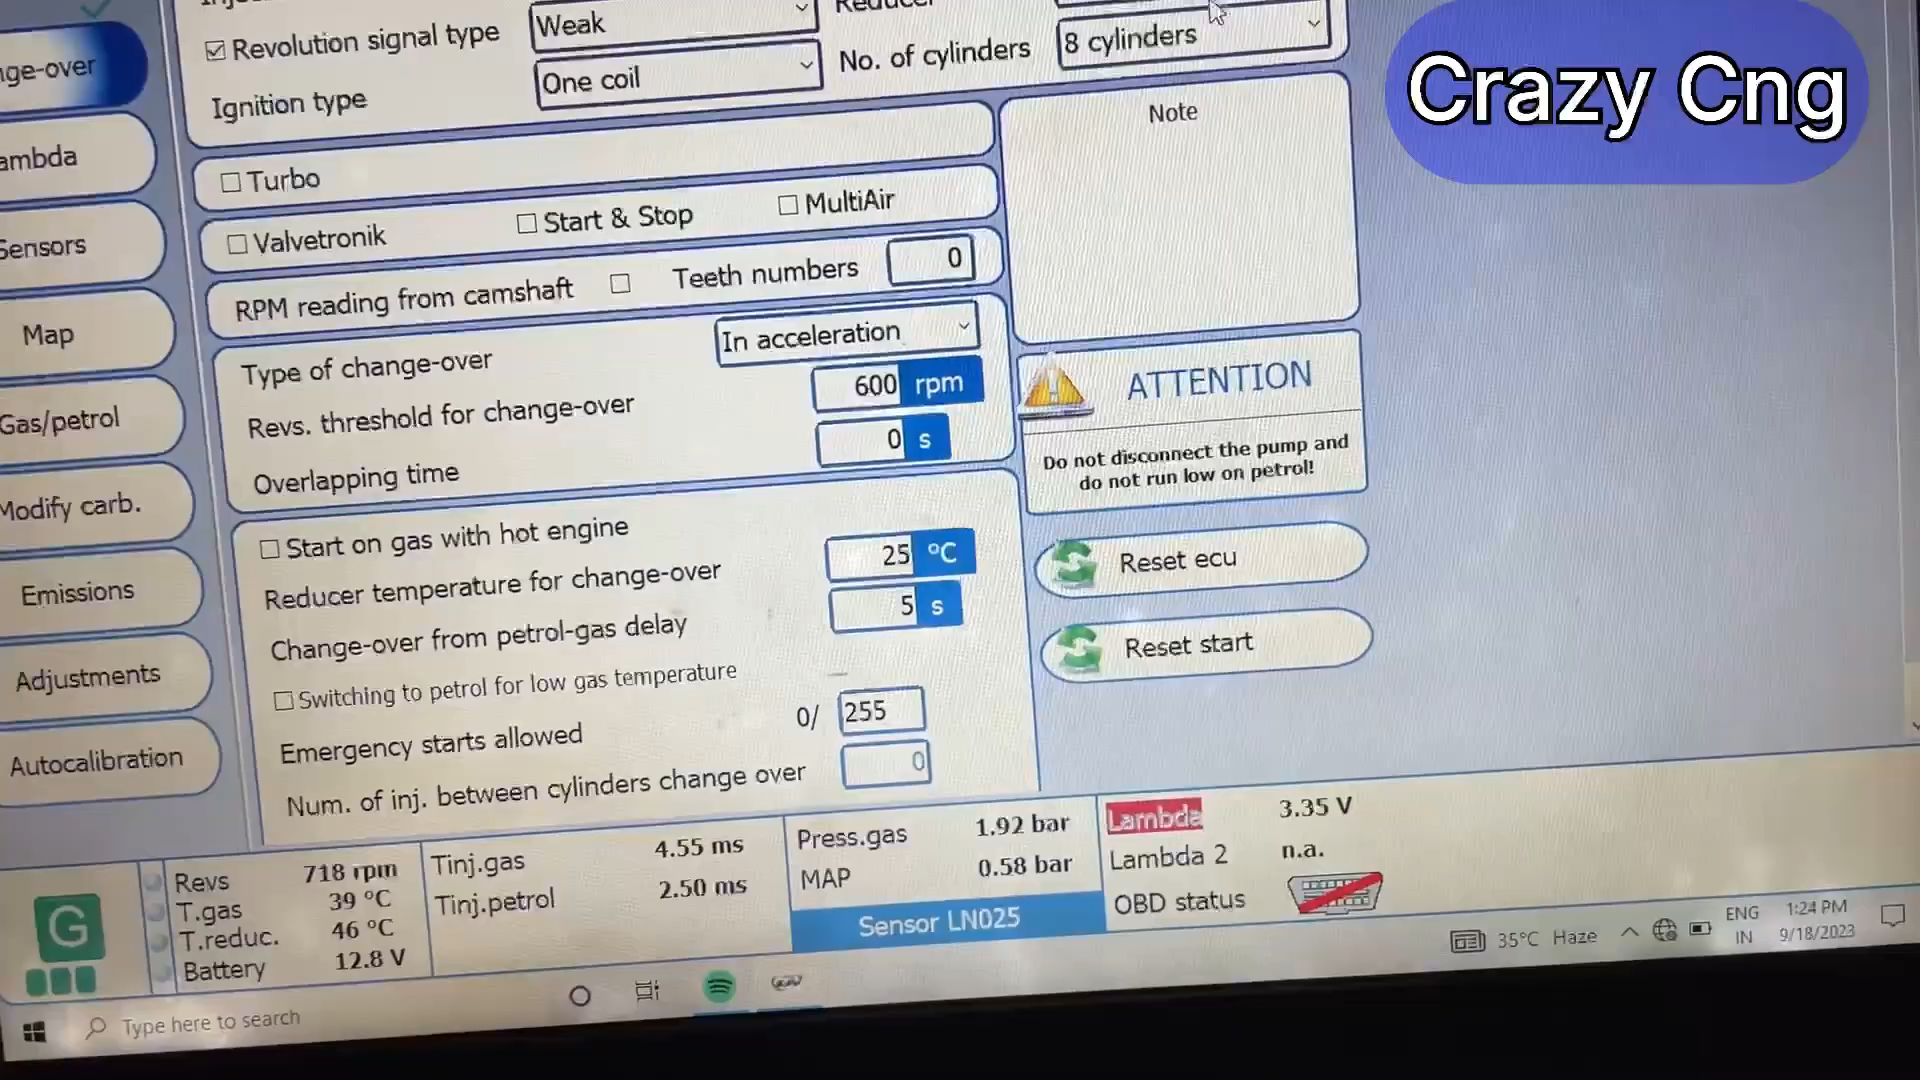 Crazy Cng
Revolution signal type
Weak
No. of cylinders
8 cylinders
Ignition type
One coil
Note
Turbo
Valvetronik
Start & Stop
MultiAir
RPM reading from camshaft
Teeth numbers
0
Type of change-over
In acceleration
Revs. threshold for change-over
600 rpm
Overlapping time
0 s
ATTENTION
Do not disconnect the pump and
do not run low on petrol!
Start on gas with hot engine
Reducer temperature for change-over
25 °C
Change-over from petrol-gas delay
5 s
Switching to petrol for low gas temperature
Emergency starts allowed
0/ 255
Num. of inj. between cylinders change over
0
Reset ecu
Reset start
nge-over
ambda
Sensors
Map
Gas/petrol
Modify carb.
Emissions
Adjustments
Autocalibration
G
Revs 718 rpm
T.gas 39 °C
T.reduc. 46 °C
Battery 12.8 V
Tinj.gas 4.55 ms
Tinj.petrol 2.50 ms
Press.gas 1.92 bar
MAP 0.58 bar
Sensor LN025
Lambda 3.35 V
Lambda 2 n.a.
OBD status
Type here to search
35°C Haze
ENG
IN
1:24 PM
9/18/2023